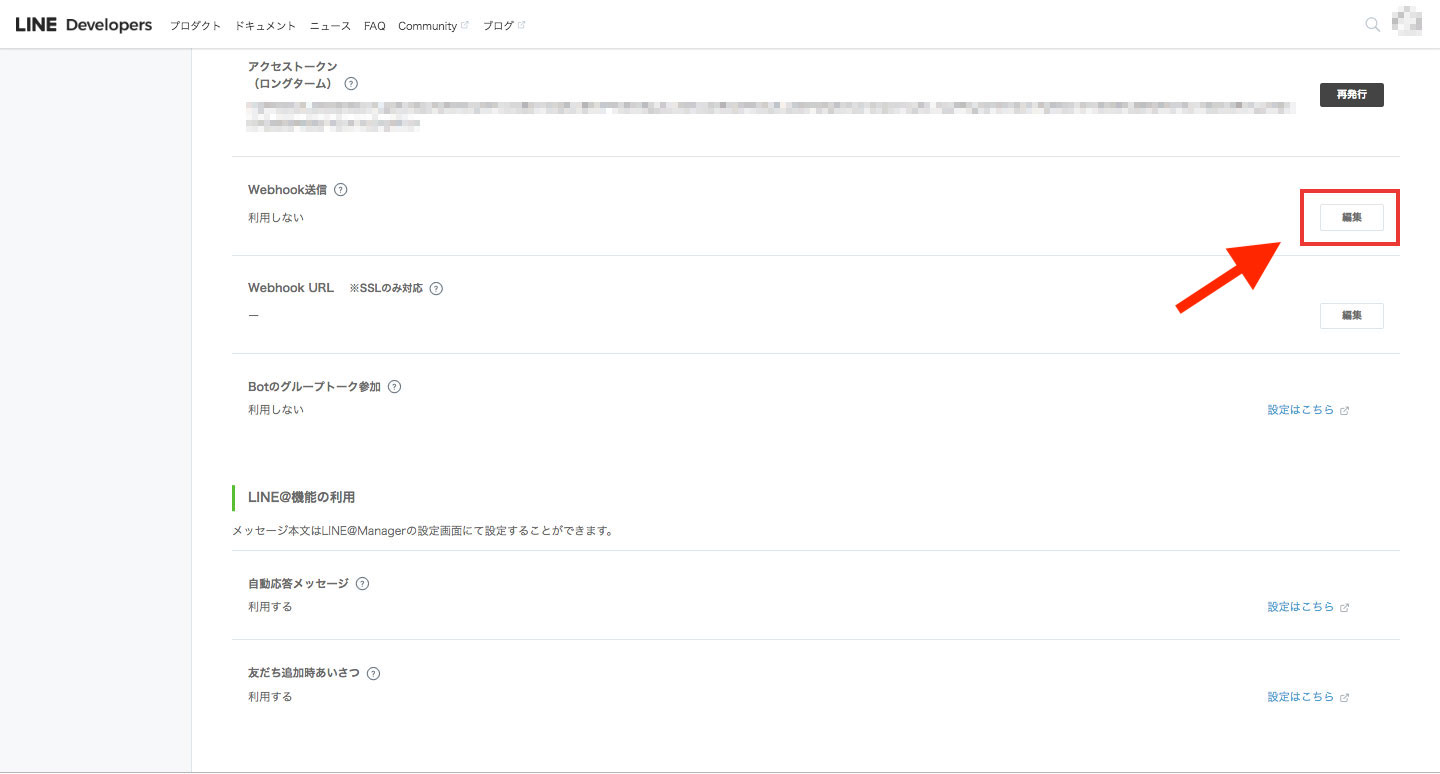 LINE Developers プロダクト ドキュメント ニュース FAQ Community ブログ
アクセストークン
（ロングターム） ?
再発行
Webhook送信 ?
利用しない
編集
Webhook URL ※SSLのみ対応 ?
—
編集
Botのグループトーク参加 ?
利用しない
設定はこちら
LINE@機能の利用
メッセージ本文はLINE@Managerの設定画面にて設定することができます。
自動応答メッセージ ?
利用する
設定はこちら
友だち追加時あいさつ ?
利用する
設定はこちら